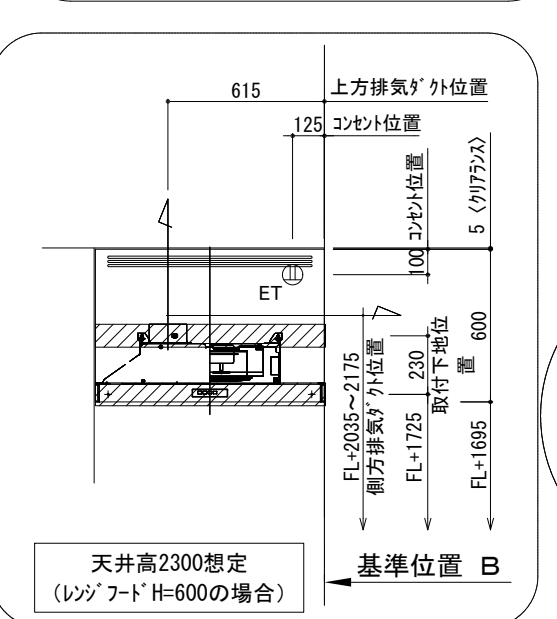 615
上方排気ダクト位置
125
コンセント位置
100 コンセント位置
5 〈クリアランス〉
ET
FL+2035～2175
側方排気ダクト位置
FL+1725
230
取付下地位置
600
FL+1695
天井高2300想定
(レンジフードH=600の場合)
基準位置 B